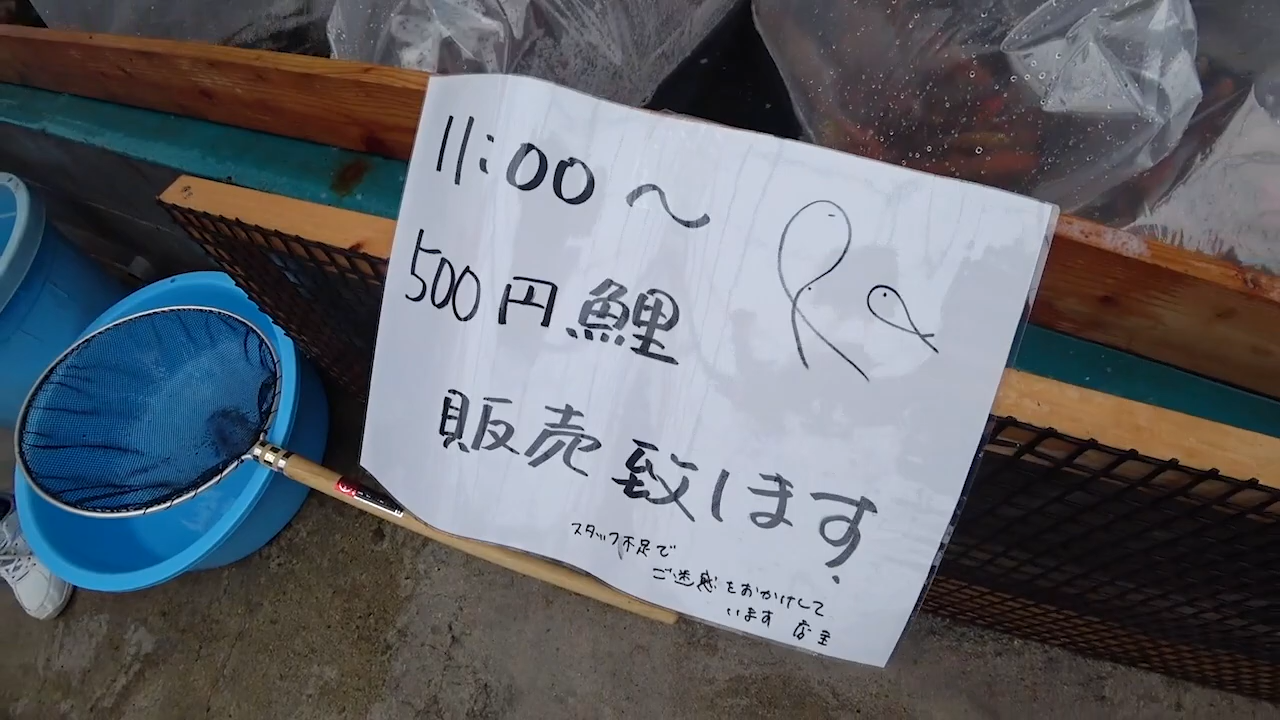 11:00～
500円鯉
販売致します.
スタッフ不足で
ご迷惑をおかけして
います 店主